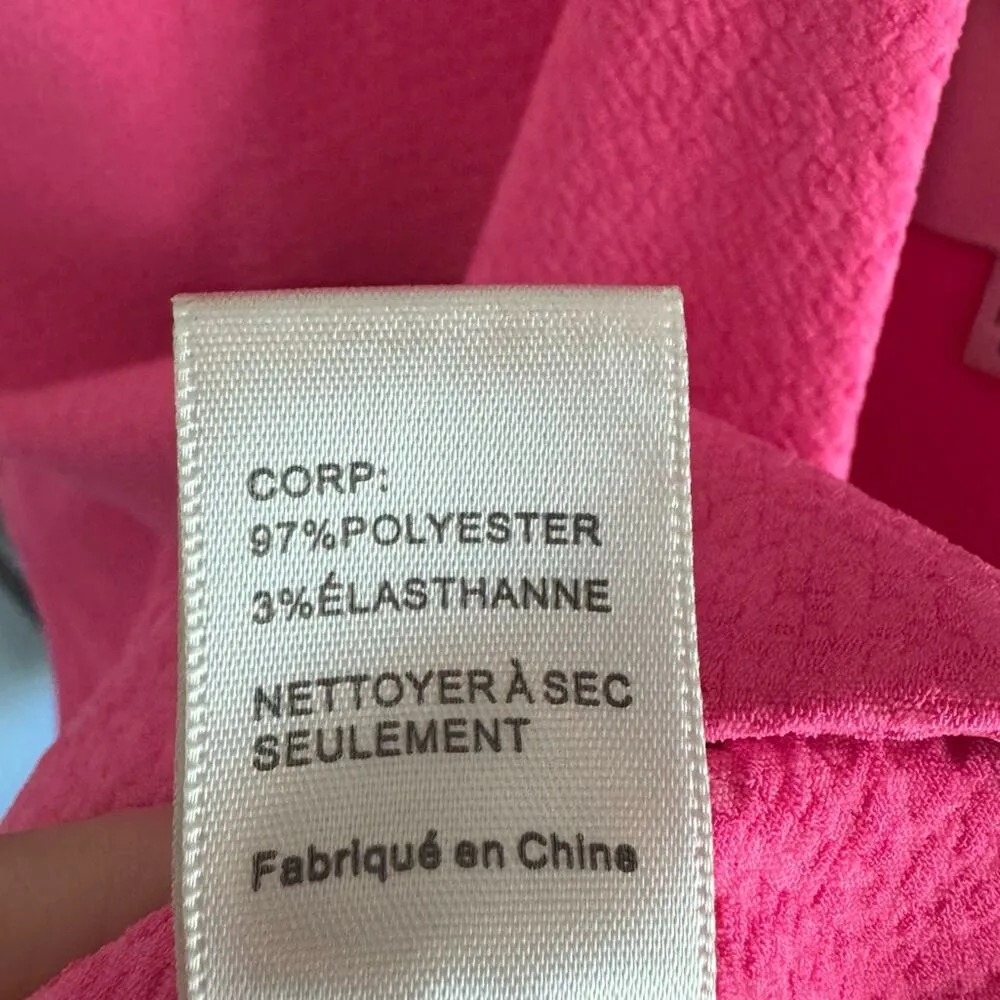 CORP:
97%POLYESTER
3%ÉLASTHANNE
NETTOYER À SEC
SEULEMENT
Fabriqué en Chine